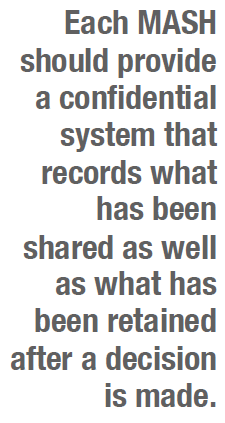 Each MASH
should provide
a confidential
system that
records what
has been
shared as well
as what has
been retained
after a decision
is made.